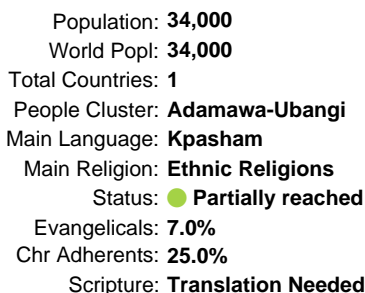 Population: 34,000
World Popl: 34,000
Total Countries: 1
People Cluster: Adamawa-Ubangi
Main Language: Kpasham
Main Religion: Ethnic Religions
Status: Partially reached
Evangelicals: 7.0%
Chr Adherents: 25.0%
Scripture: Translation Needed